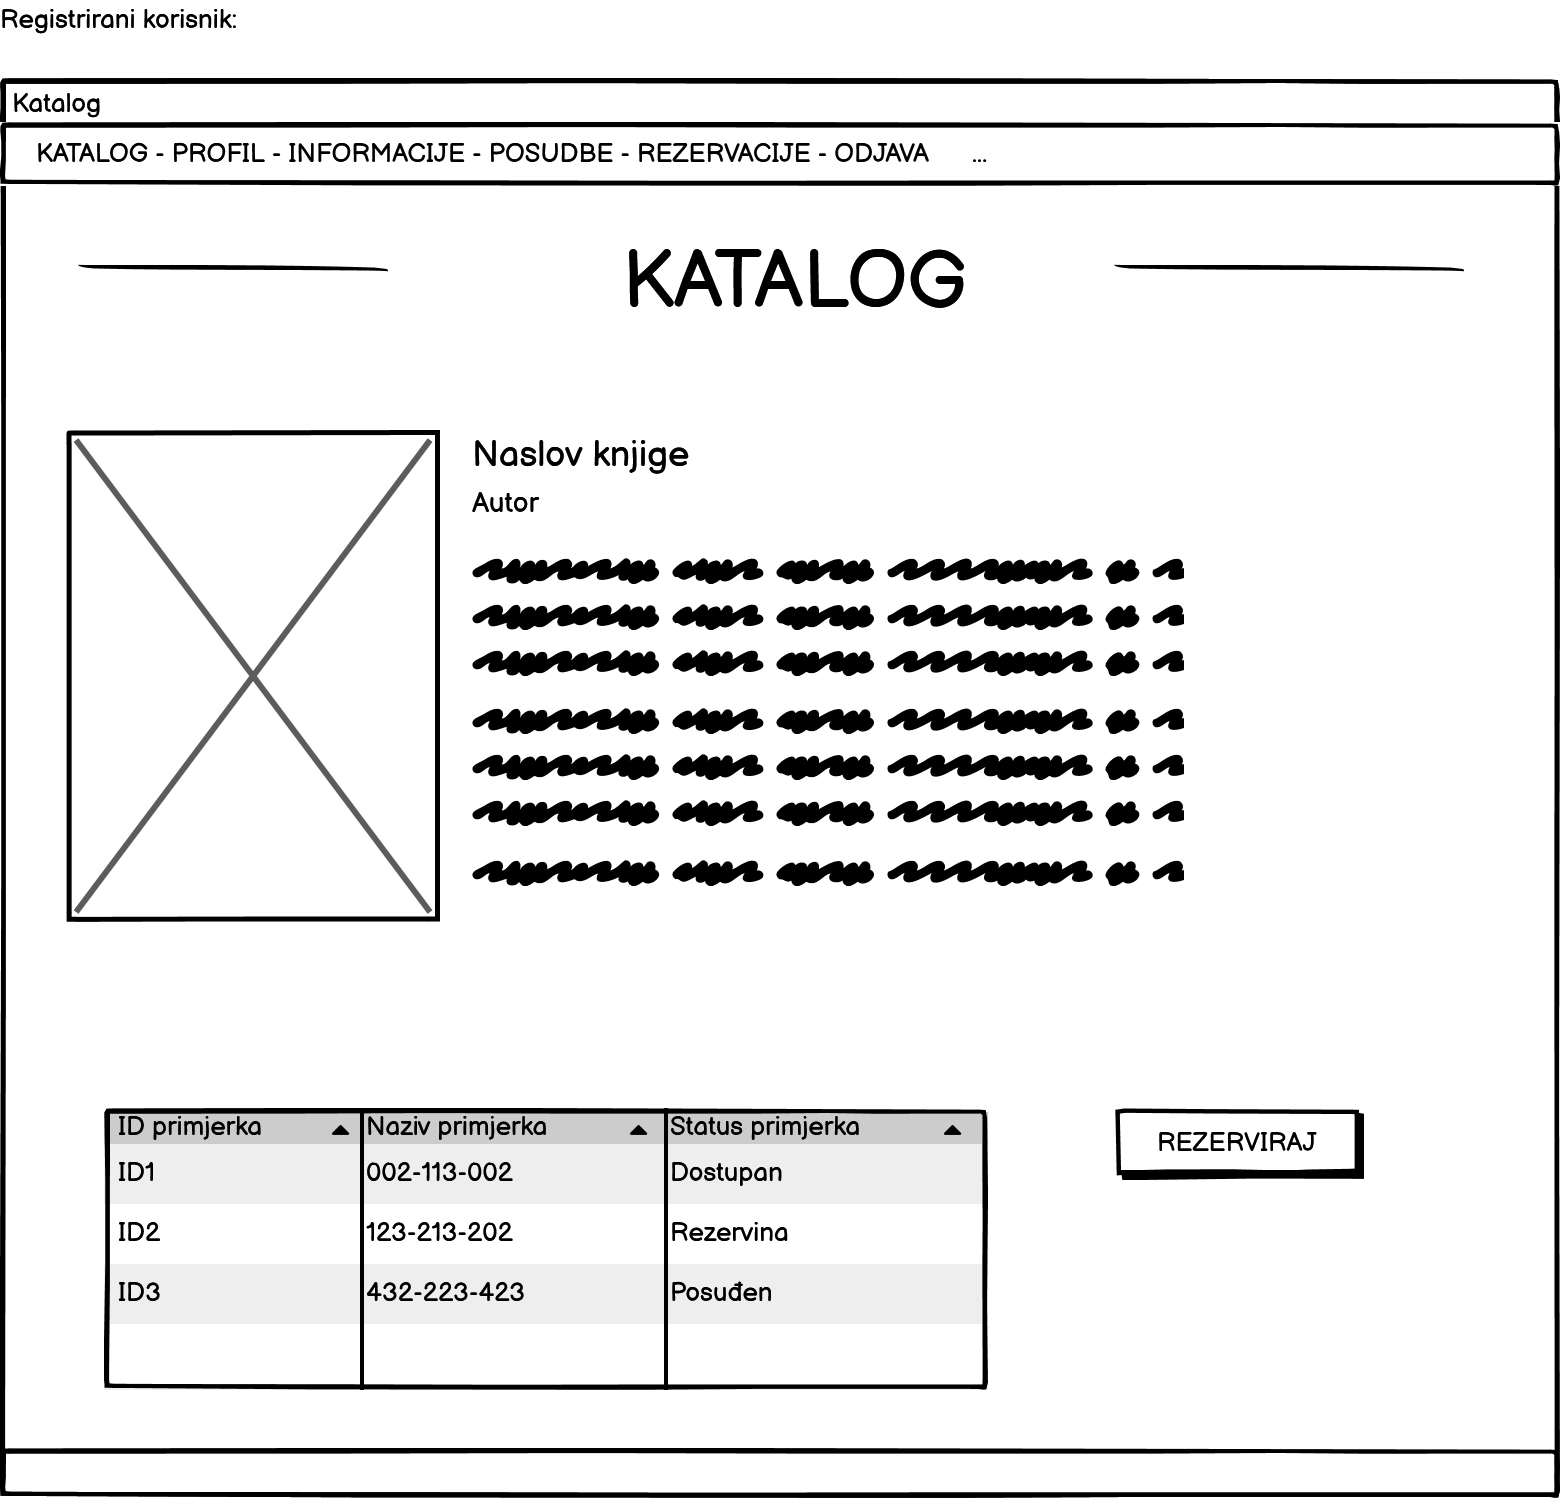 Registrirani korisnik:
Katalog
KATALOG - PROFIL - INFORMACIJE - POSUDBE - REZERVACIJE - ODJAVA ...
KATALOG
Naslov knjige
Autor
ID primjerka Naziv primjerka Status primjerka
ID1 002-113-002 Dostupan
ID2 123-213-202 Rezervina
ID3 432-223-423 Posuđen
REZERVIRAJ